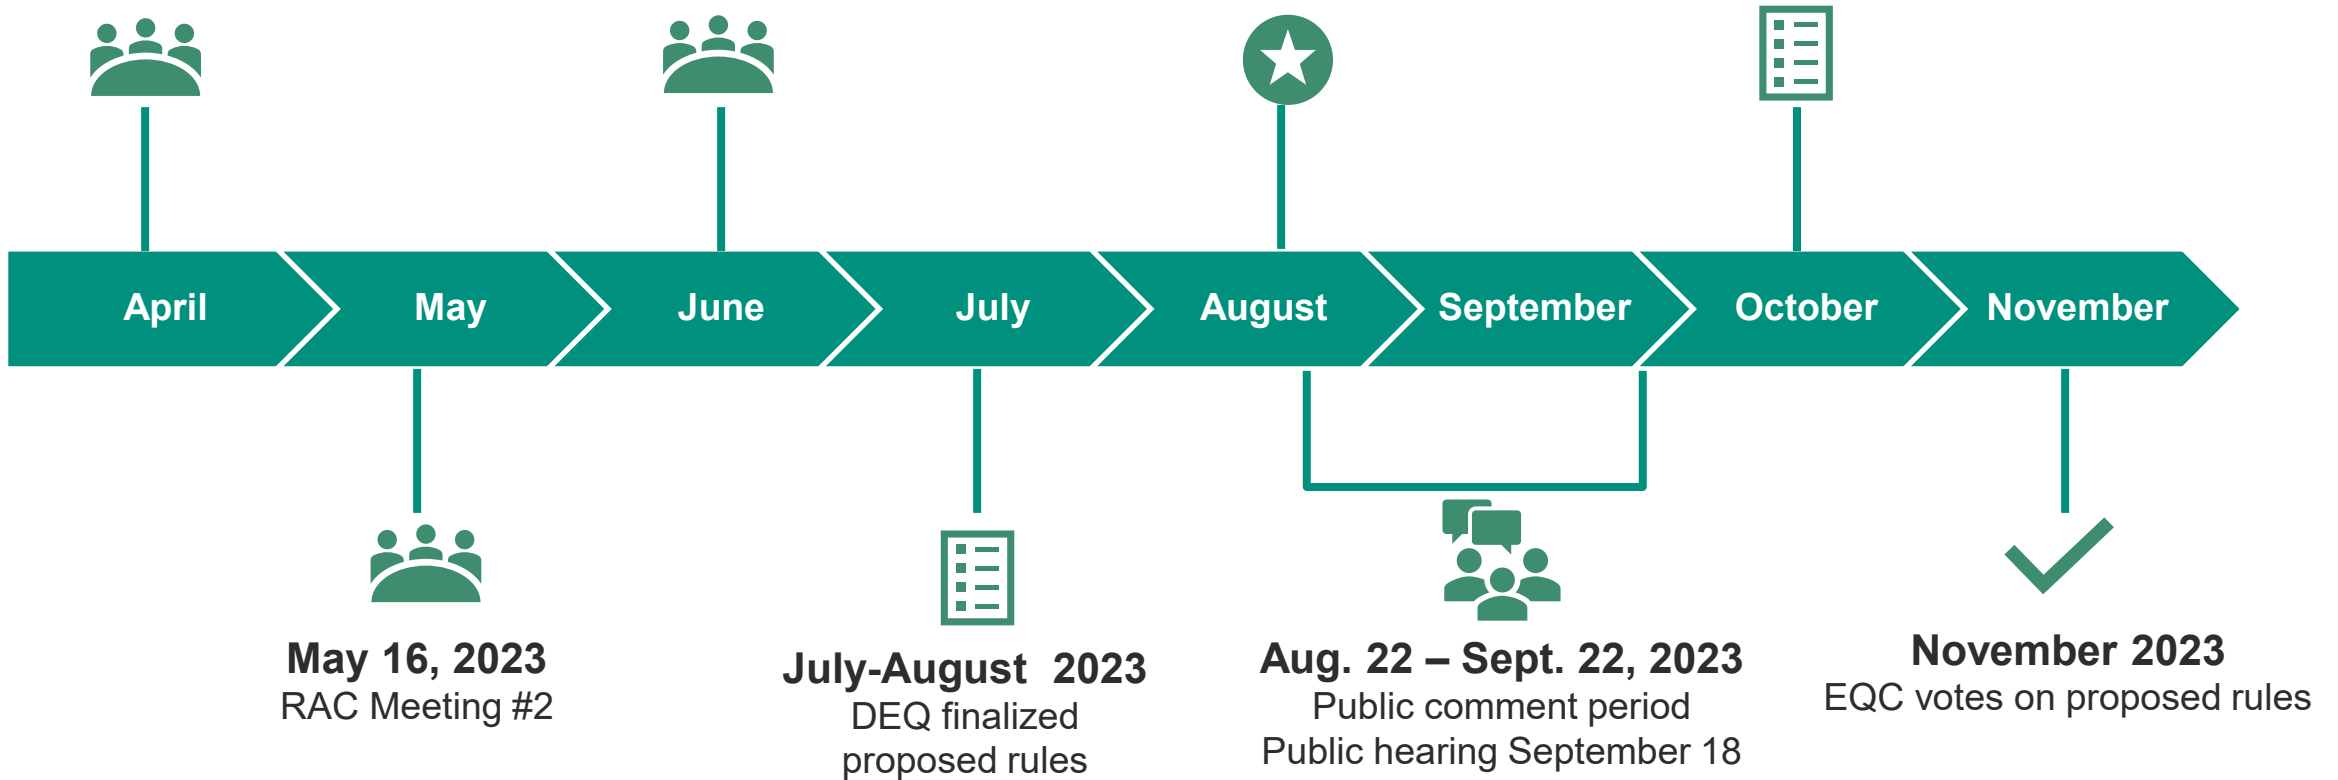 April
May
June
July
August
September
October
November
May 16, 2023
RAC Meeting #2
July-August  2023
DEQ finalized
proposed rules
Aug. 22 – Sept. 22, 2023
Public comment period
Public hearing September 18
November 2023
EQC votes on proposed rules